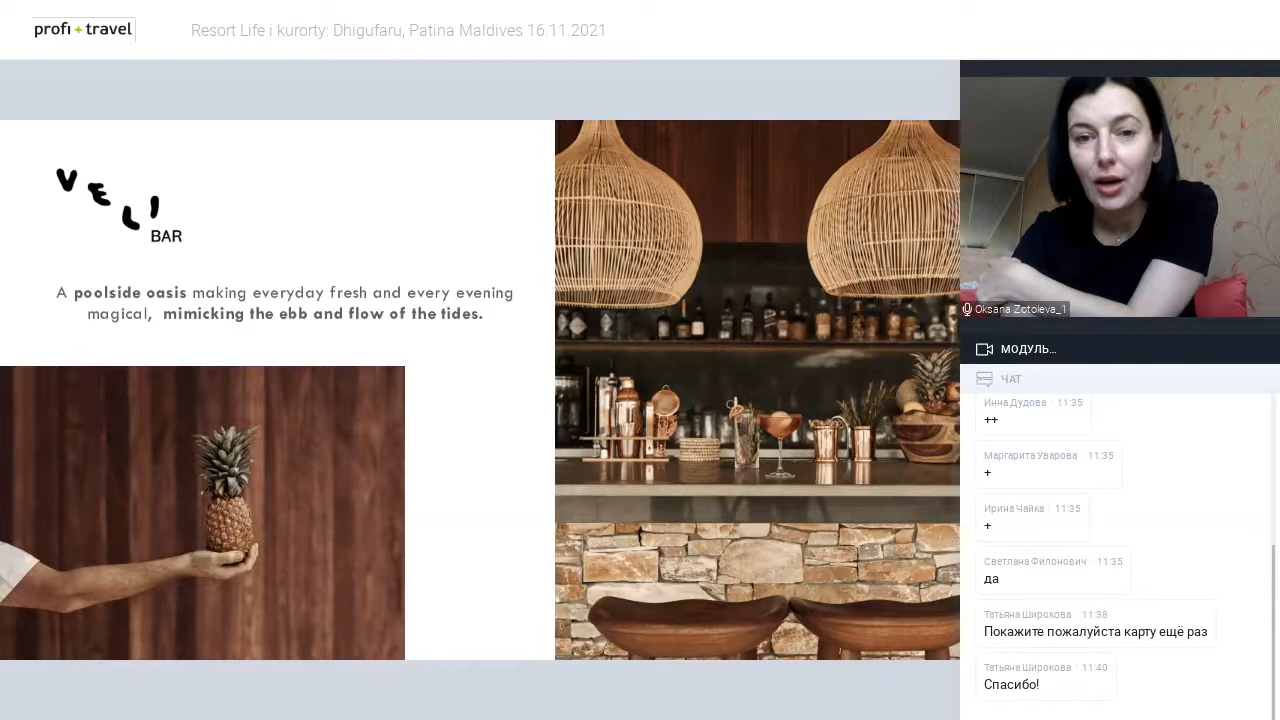 profi + travel
Resort Life i kurorty: Dhigufaru, Patina Maldives 16.11.2021
VELI
BAR
A poolside oasis making everyday fresh and every evening
magical, mimicking the ebb and flow of the tides.
Oksana Zotoleva_1
МОДУЛЬ...
ЧАТ
Инна Дудова 11:35
++
Маргарита Уварова 11:35
+
Ирина Чайка 11:35
+
Светлана Филонович 11:35
да
Татьяна Широкова 11:38
Покажите пожалуйста карту ещё раз
Татьяна Широкова 11:40
Спасибо!